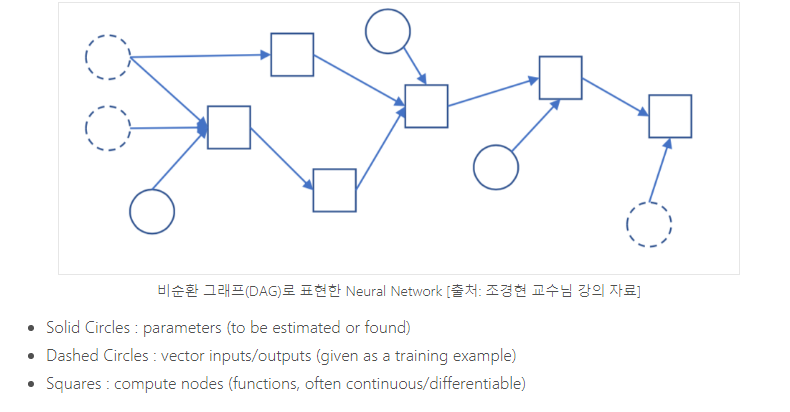 비순환 그래프(DAG)로 표현한 Neural Network [출처: 조경현 교수님 강의 자료]
Solid Circles : parameters (to be estimated or found)
Dashed Circles : vector inputs/outputs (given as a training example)
Squares : compute nodes (functions, often continuous/differentiable)